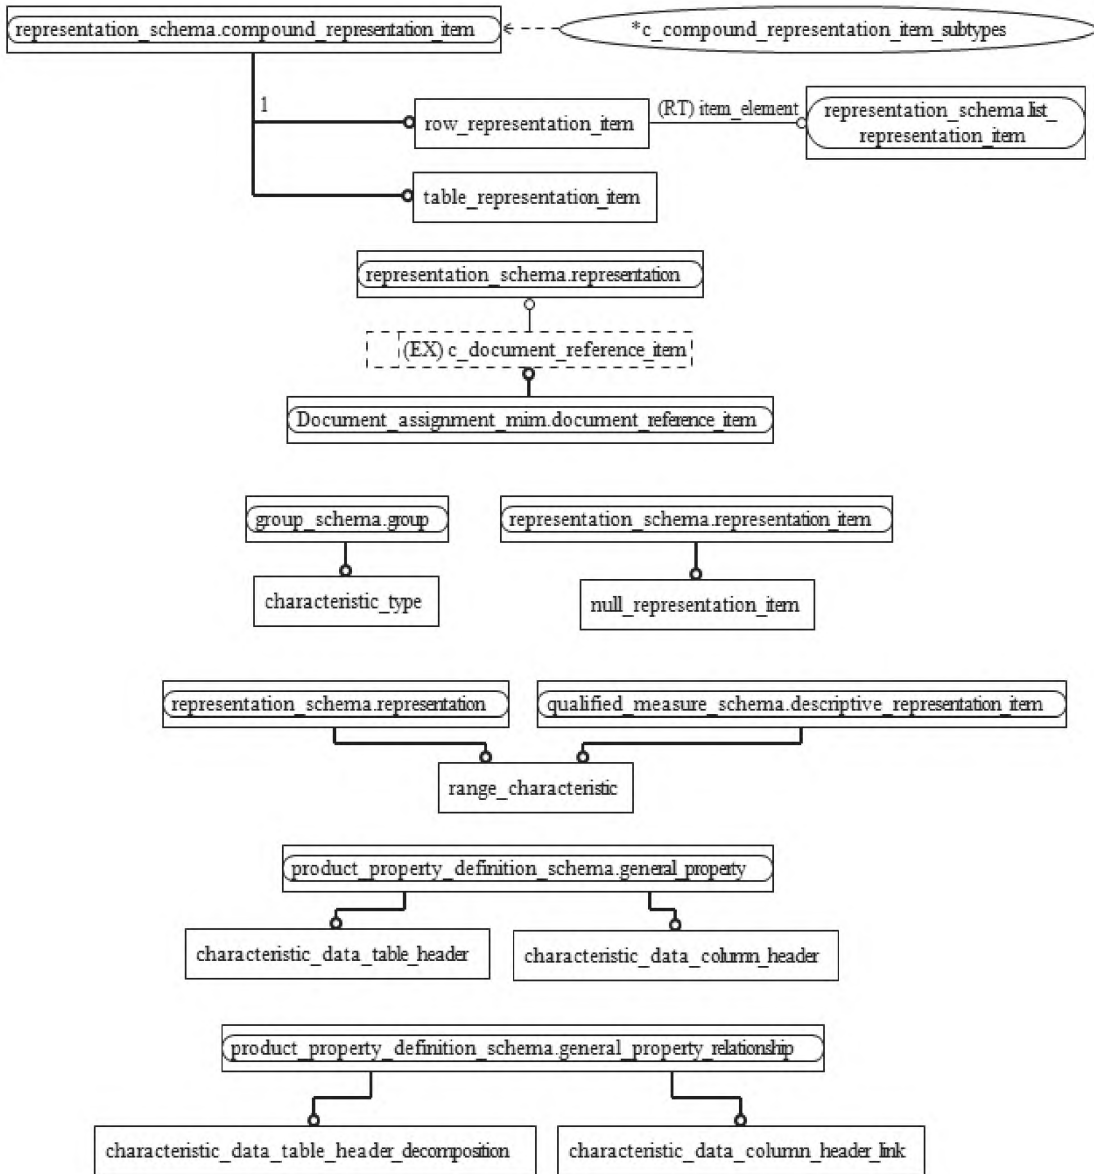 representation_schema.compound_representation_item
*c_compound_representation_item_subtypes
1
row_representation_item
(RT) item_element
representation_schema.list_
representation_item
table_representation_item
representation_schema.representation
(EX) c_document_reference_item
Document_assignment_mim.document_reference_item
group_schema.group
representation_schema.representation_item
characteristic_type
null_representation_item
representation_schema.representation
qualified_measure_schema.descriptive_representation_item
range_characteristic
product_property_definition_schema.general_property
characteristic_data_table_header
characteristic_data_column_header
product_property_definition_schema.general_property_relationship
characteristic_data_table_header_decomposition
characteristic_data_column_header_link